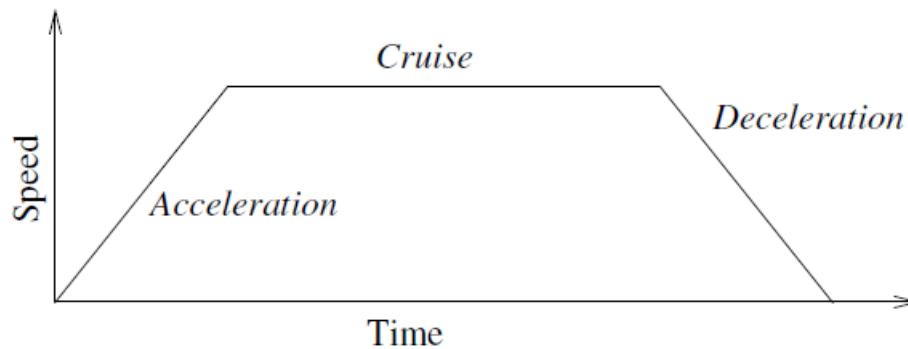 Cruise
Deceleration
Speed
Acceleration
Time